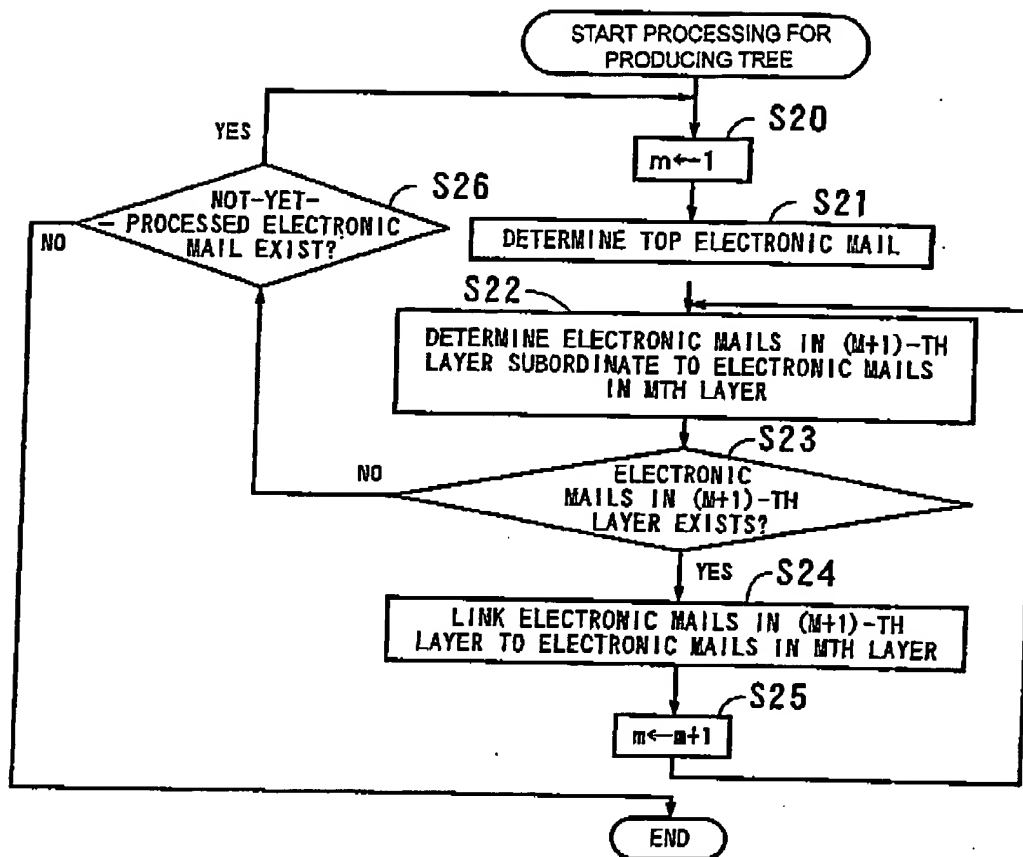 START PROCESSING FOR
PRODUCING TREE
YES
S20
m←1
S26
NOT-YET-
PROCESSED ELECTRONIC
MAIL EXIST?
NO
S21
DETERMINE TOP ELECTRONIC MAIL
S22
DETERMINE ELECTRONIC MAILS IN (M+1)-TH
LAYER SUBORDINATE TO ELECTRONIC MAILS
IN MTH LAYER
S23
NO
ELECTRONIC
MAILS IN (M+1)-TH
LAYER EXISTS?
YES
S24
LINK ELECTRONIC MAILS IN (M+1)-TH
LAYER TO ELECTRONIC MAILS IN MTH LAYER
S25
m←m+1
END